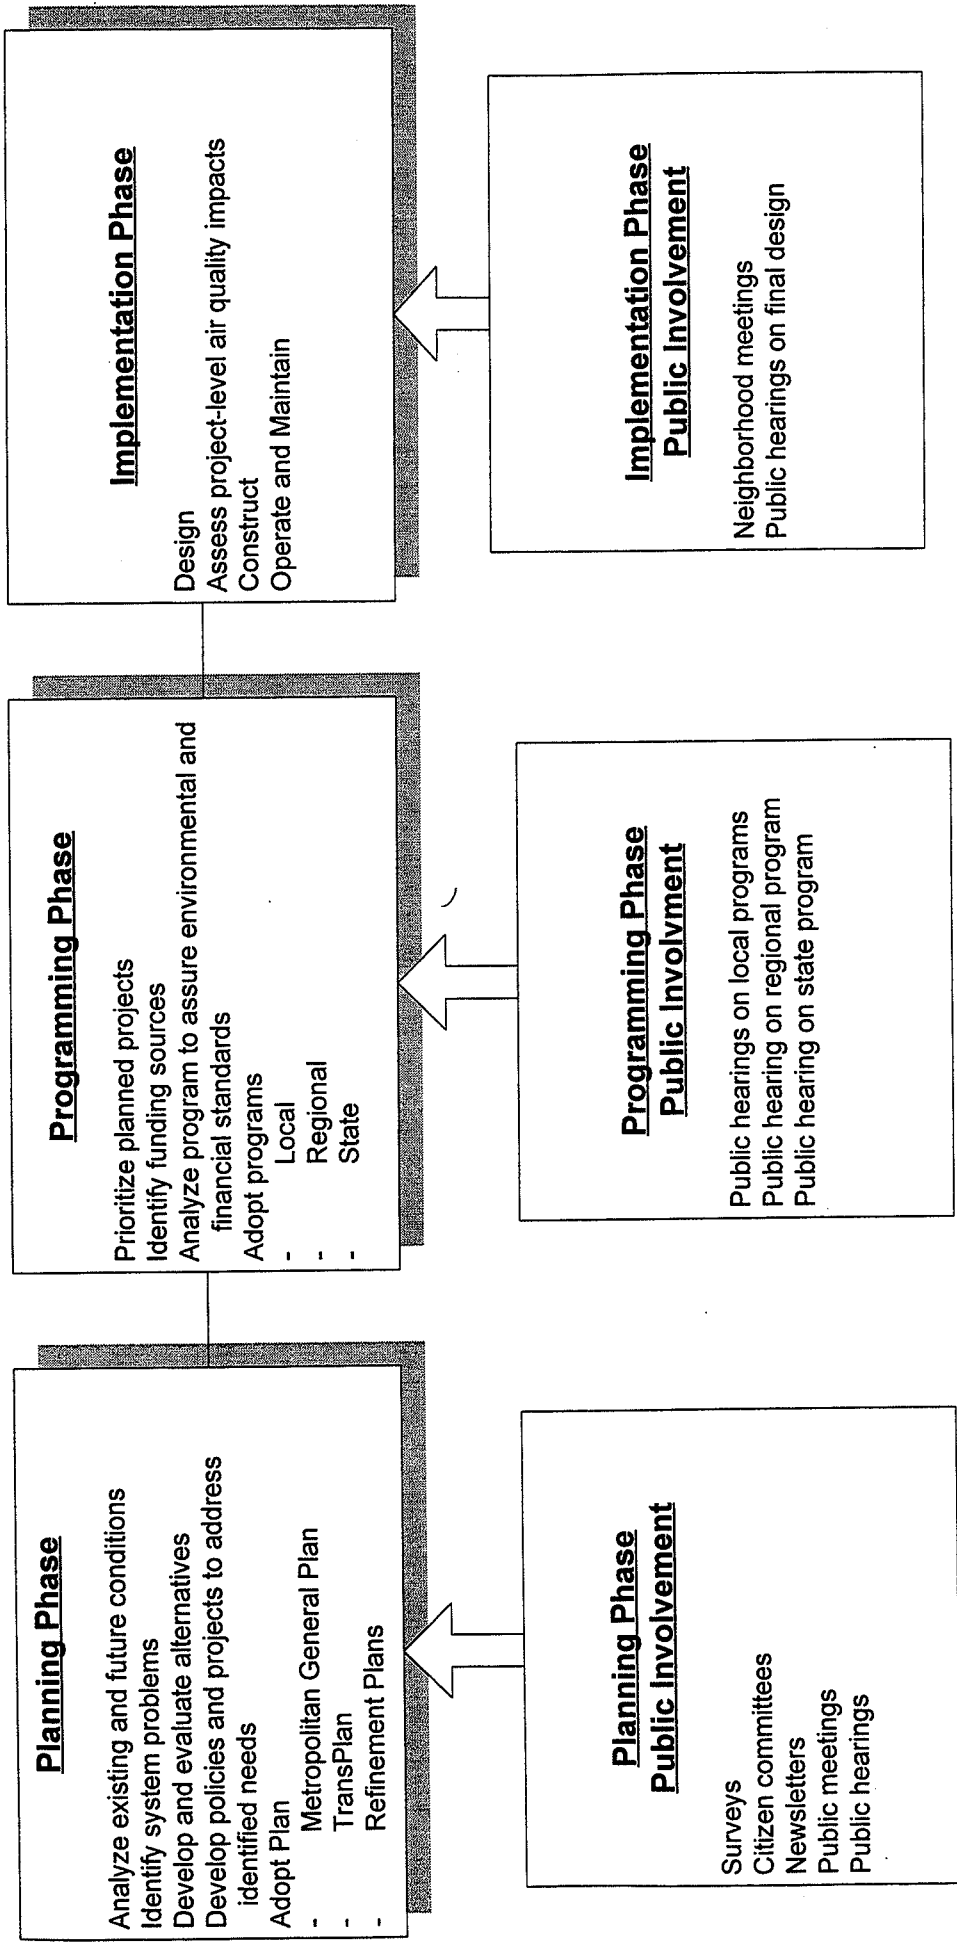 Planning Phase
Analyze existing and future conditions
Identify system problems
Develop and evaluate alternatives
Develop policies and projects to address
identified needs
Adopt Plan
- Metropolitan General Plan
- TransPlan
- Refinement Plans
Programming Phase
Prioritize planned projects
Identify funding sources
Analyze program to assure environmental and
financial standards
Adopt programs
- Local
- Regional
- State
Implementation Phase
Design
Assess project-level air quality impacts
Construct
Operate and Maintain
Planning Phase
Public Involvement
Surveys
Citizen committees
Newsletters
Public meetings
Public hearings
Programming Phase
Public Involvment
Public hearings on local programs
Public hearing on regional program
Public hearing on state program
Implementation Phase
Public Involvement
Neighborhood meetings
Public hearings on final design